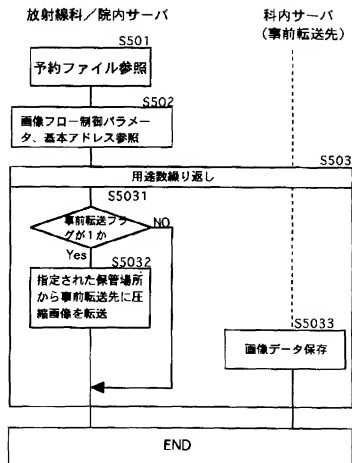 放射線科／院内サーバ
科内サーバ
(事前転送先)
S501
予約ファイル参照
S502
画像フロー制御パラメー
タ、基本アドレス参照
S503
用途数繰り返し
S5031
事前転送フラ
グが1か
NO
Yes
S5032
指定された保管場所
から事前転送先に圧
縮画像を転送
S5033
画像データ保存
END